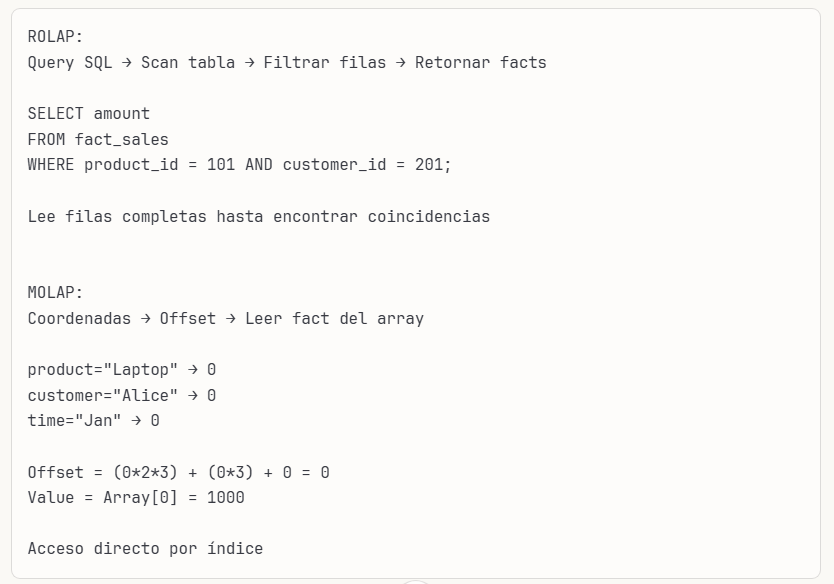 ROLAP:
Query SQL → Scan tabla → Filtrar filas → Retornar facts
SELECT amount
FROM fact_sales
WHERE product_id = 101 AND customer_id = 201;
Lee filas completas hasta encontrar coincidencias
MOLAP:
Coordenadas → Offset → Leer fact del array
product="Laptop" → 0
customer="Alice" → 0
time="Jan" → 0
Offset = (0*2*3) + (0*3) + 0 = 0
Value = Array[0] = 1000
Acceso directo por índice